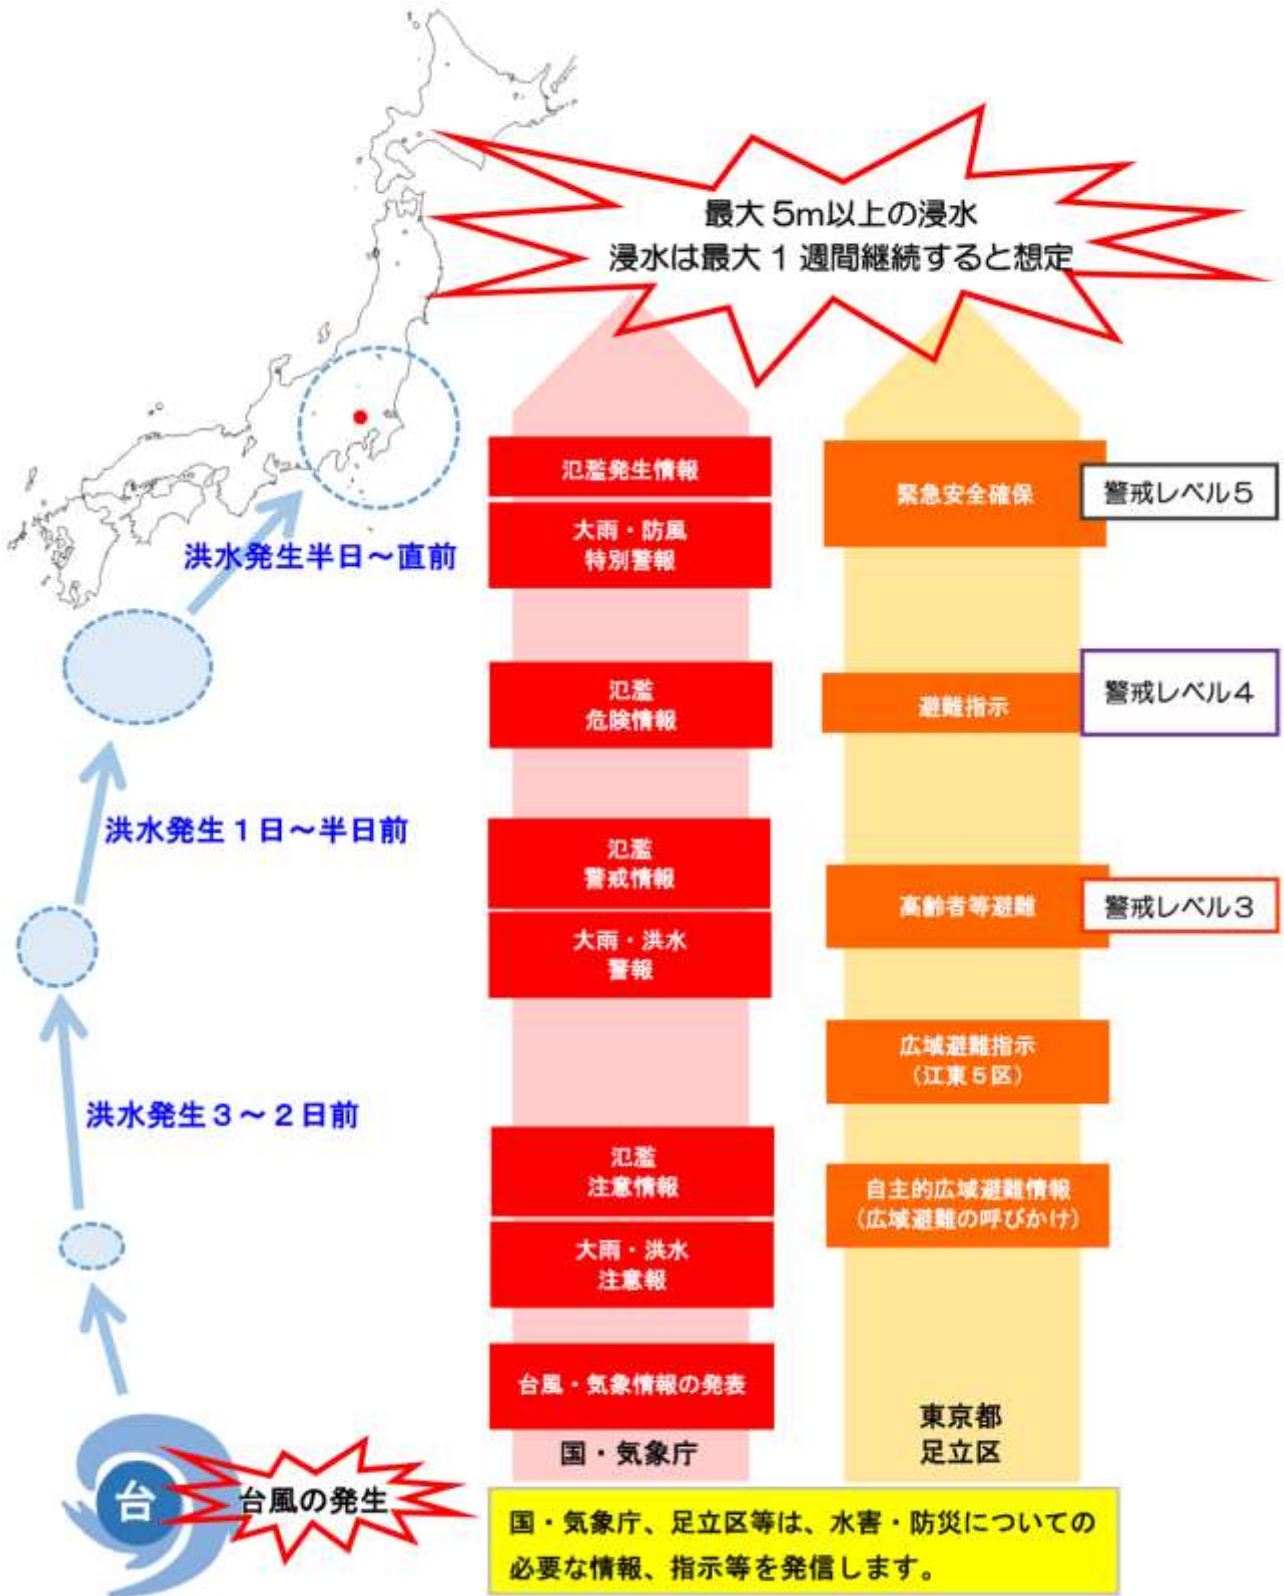 最大5m以上の浸水
浸水は最大1週間継続すると想定
氾濫発生情報
大雨・防風
特別警報
緊急安全確保
警戒レベル5
洪水発生半日～直前
氾濫
危険情報
避難指示
警戒レベル4
洪水発生1日～半日前
氾濫
警戒情報
大雨・洪水
警報
高齢者等避難
警戒レベル3
広域避難指示
(江東5区)
洪水発生3～2日前
氾濫
注意情報
大雨・洪水
注意報
自主的広域避難情報
(広域避難の呼びかけ)
台風・気象情報の発表
国・気象庁
東京都
足立区
台
台風の発生
国・気象庁、足立区等は、水害・防災についての
必要な情報、指示等を発信します。